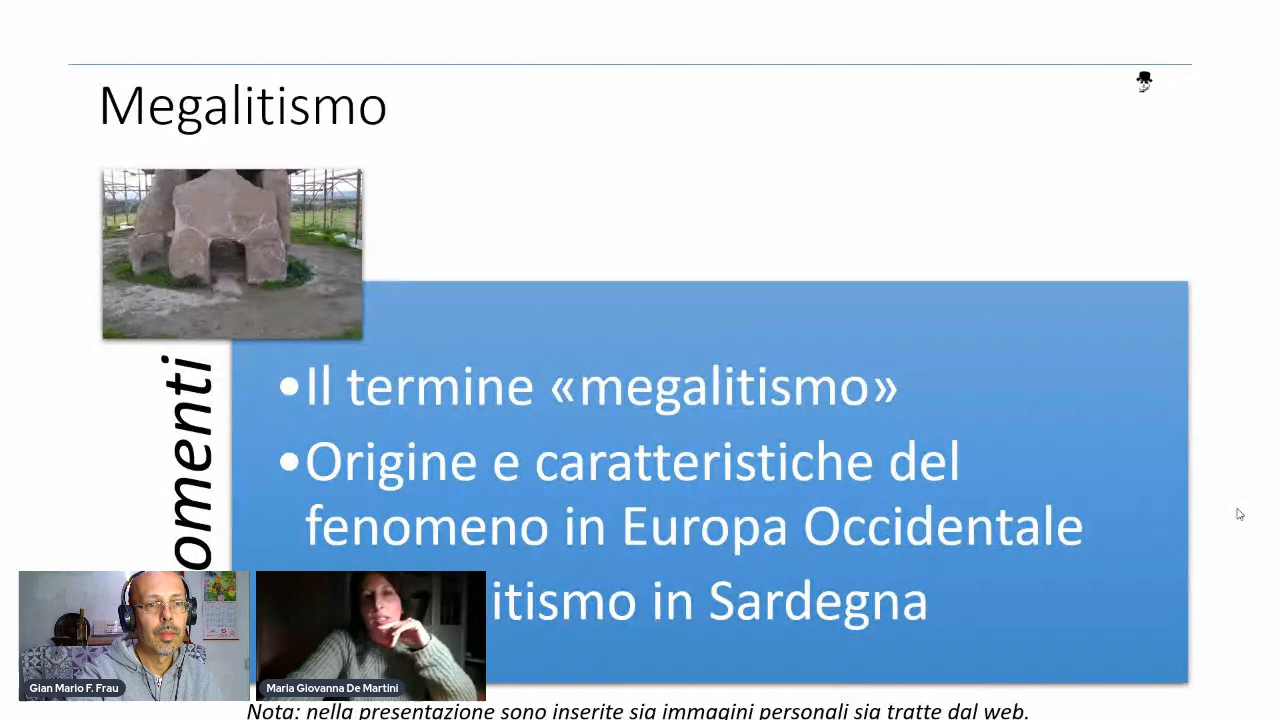 Megalitismo
omenti
•Il termine «megalitismo»
•Origine e caratteristiche del
fenomeno in Europa Occidentale
itismo in Sardegna
Gian Mario F. Frau
Maria Giovanna De Martini
Nota: nella presentazione sono inserite sia immagini personali sia tratte dal web.